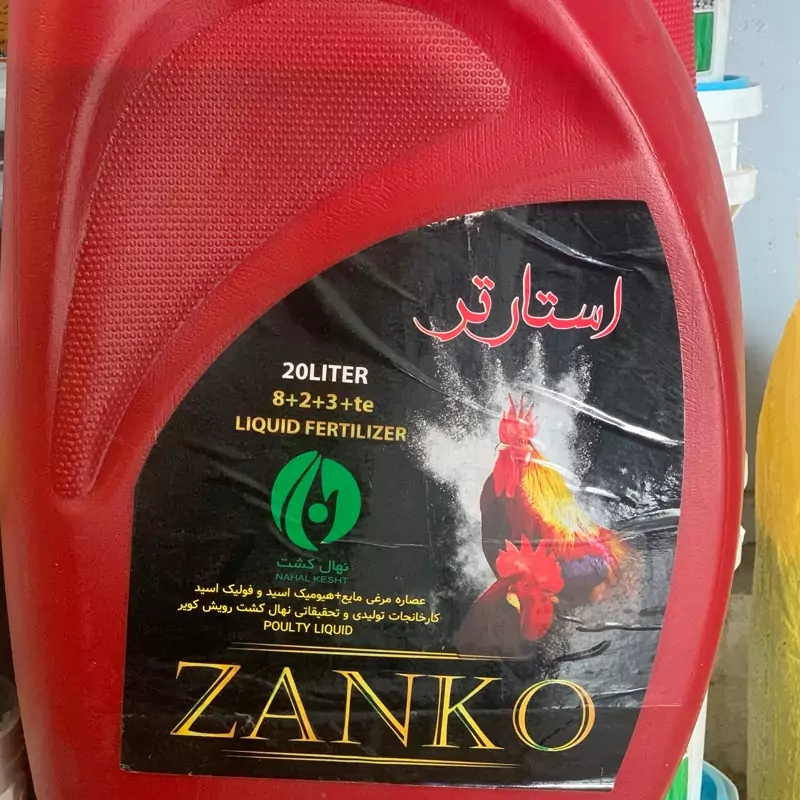 استارتر
20LITER
8+2+3+te
LIQUID FERTILIZER
نهال کشت
NAHAL KESHT
عصاره مرغی مایع+هیومیک اسید و فولیک اسید
کارخانجات تولیدی و تحقیقاتی نهال کشت رویش کویر
POULTY LIQUID
ZANKO